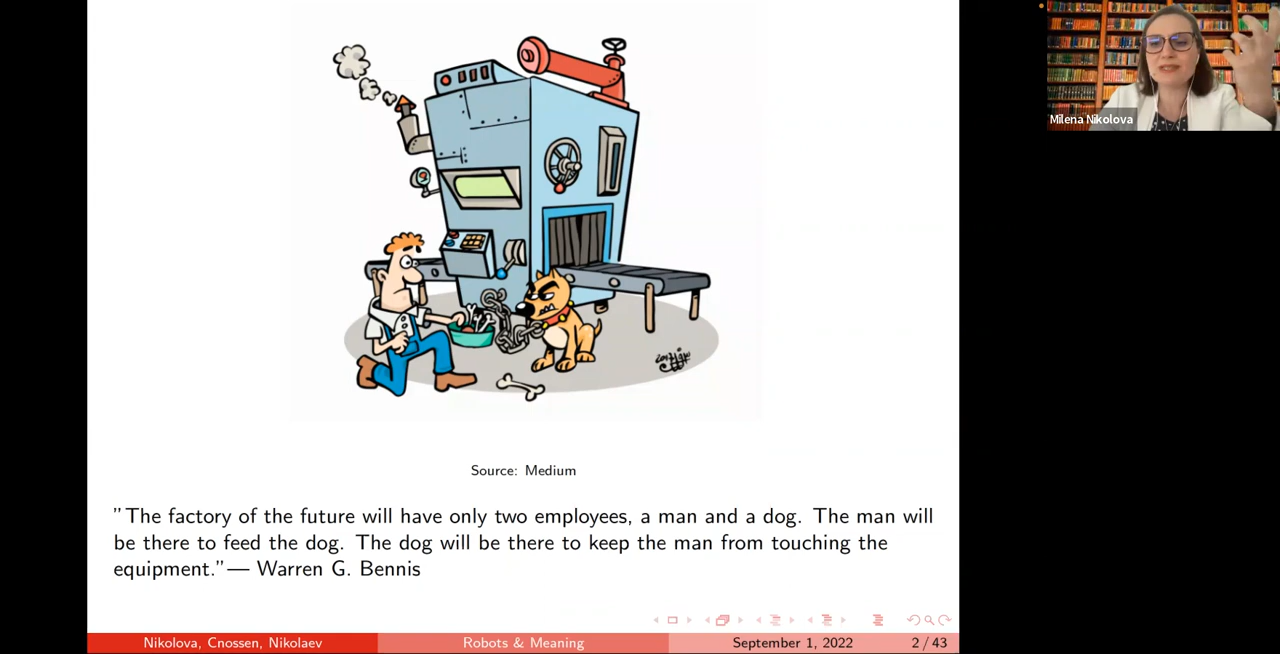 Milena Nikolova
Source: Medium
"The factory of the future will have only two employees, a man and a dog. The man will
be there to feed the dog. The dog will be there to keep the man from touching the
equipment."— Warren G. Bennis
Nikolova, Cnossen, Nikolaev
Robots & Meaning
September 1, 2022
2 / 43